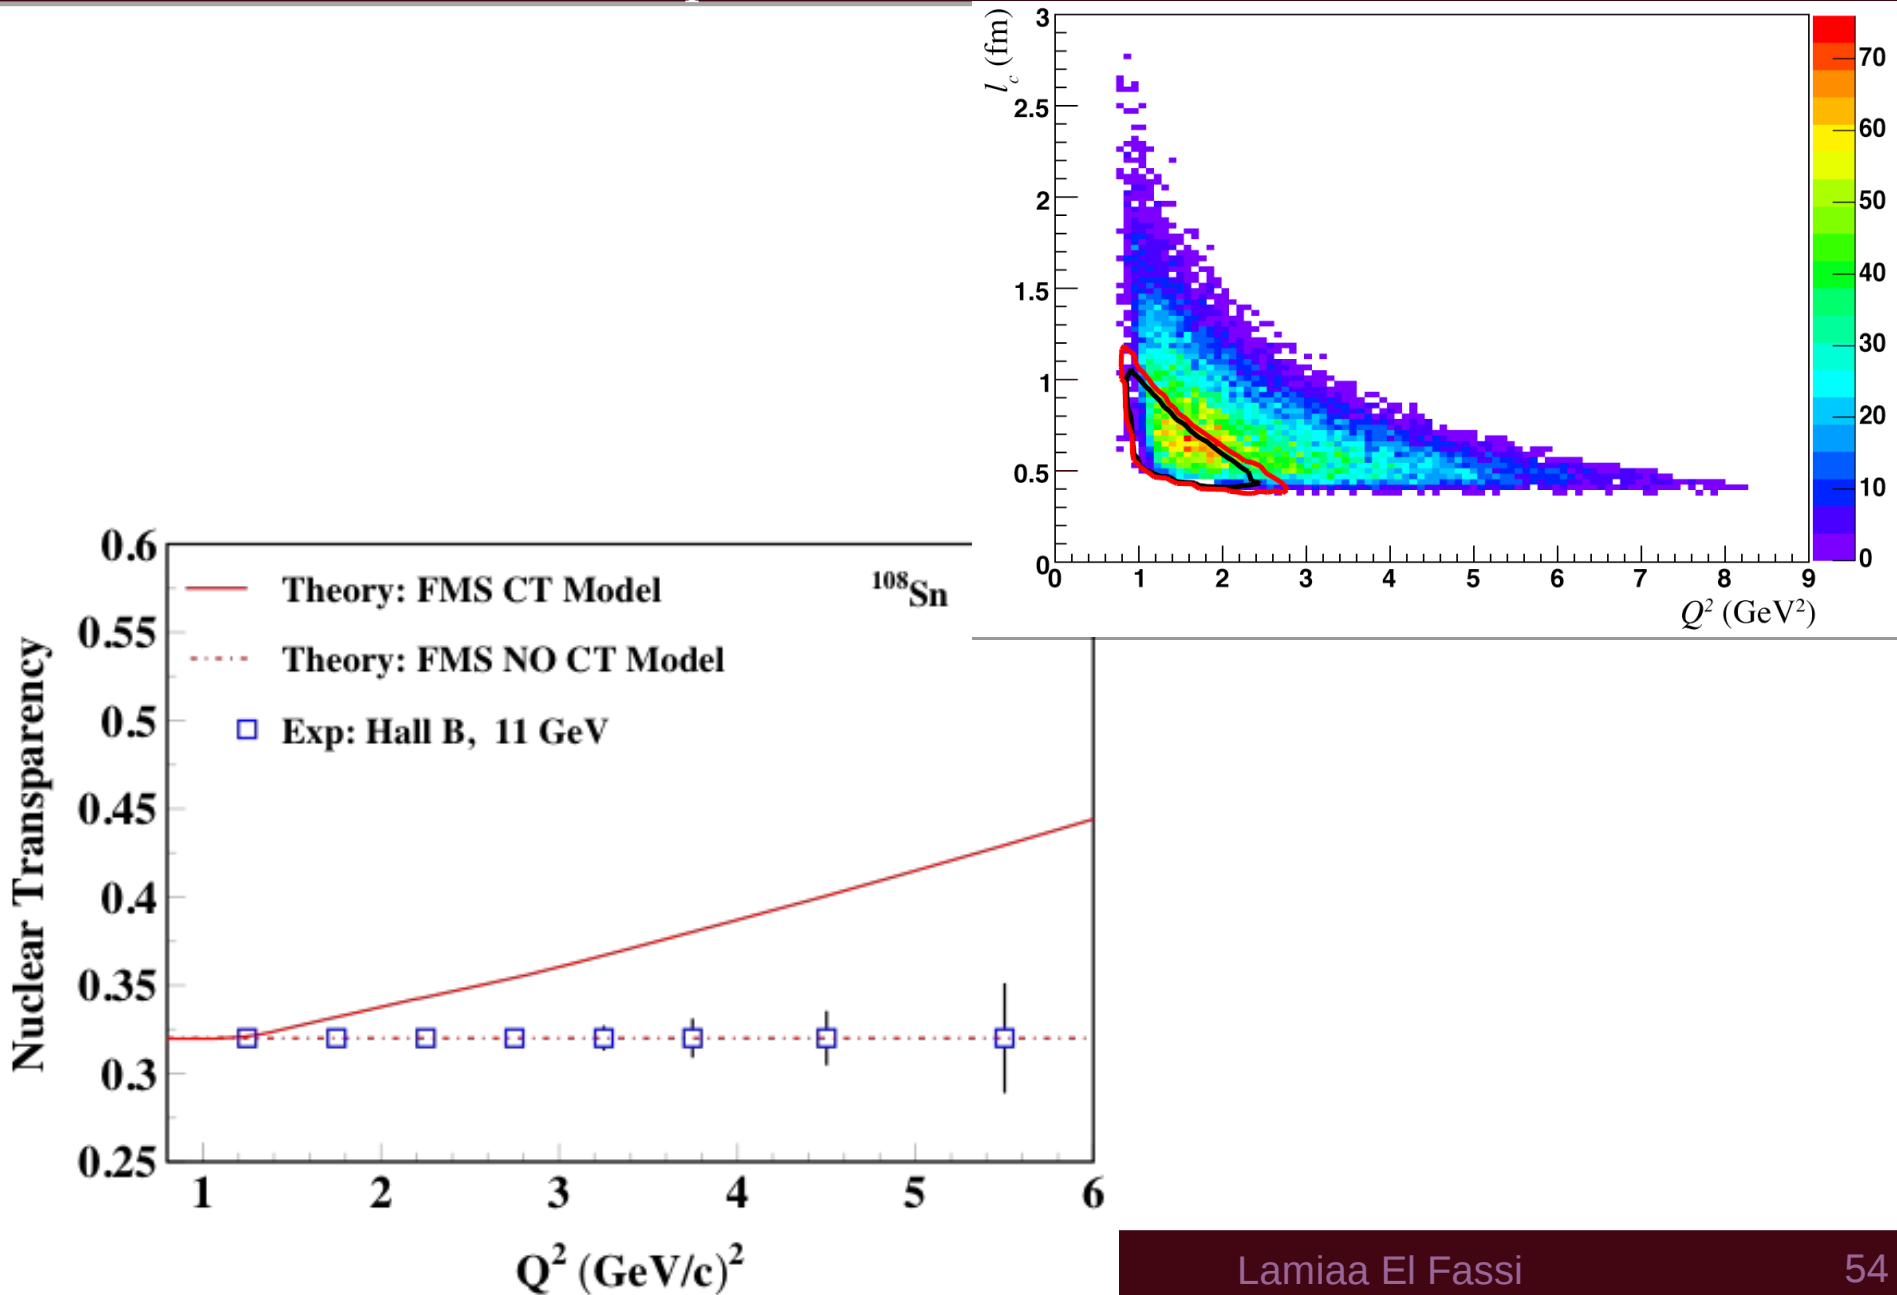 3
2.5
2
1.5
1
0.5
0
l_c (fm)
0 1 2 3 4 5 6 7 8 9
Q² (GeV²)
70
60
50
40
30
20
10
0
0.6
0.55
0.5
0.45
0.4
0.35
0.3
0.25
Nuclear Transparency
Theory: FMS CT Model
¹⁰⁸Sn
Theory: FMS NO CT Model
Exp: Hall B, 11 GeV
1 2 3 4 5 6
Q² (GeV/c)²
Lamiaa El Fassi 54